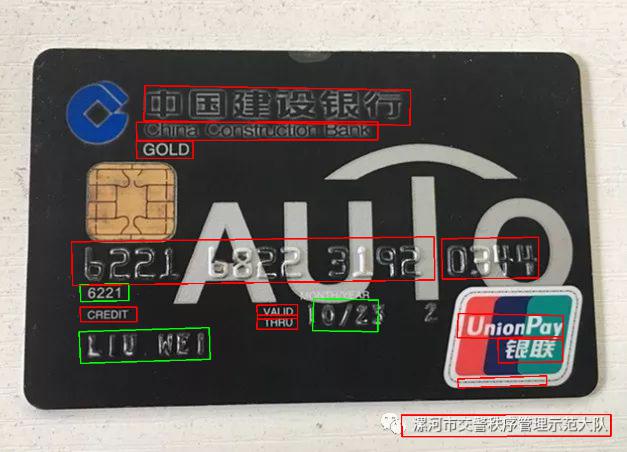 中国建设银行
China Construction Bank
GOLD
AUTO
6221 6822 3192 0344
6221
MONTH/YEAR
CREDIT
VALID THRU
10/23 2
LIU WEI
UnionPay
银联
漯河市交警秩序管理示范大队